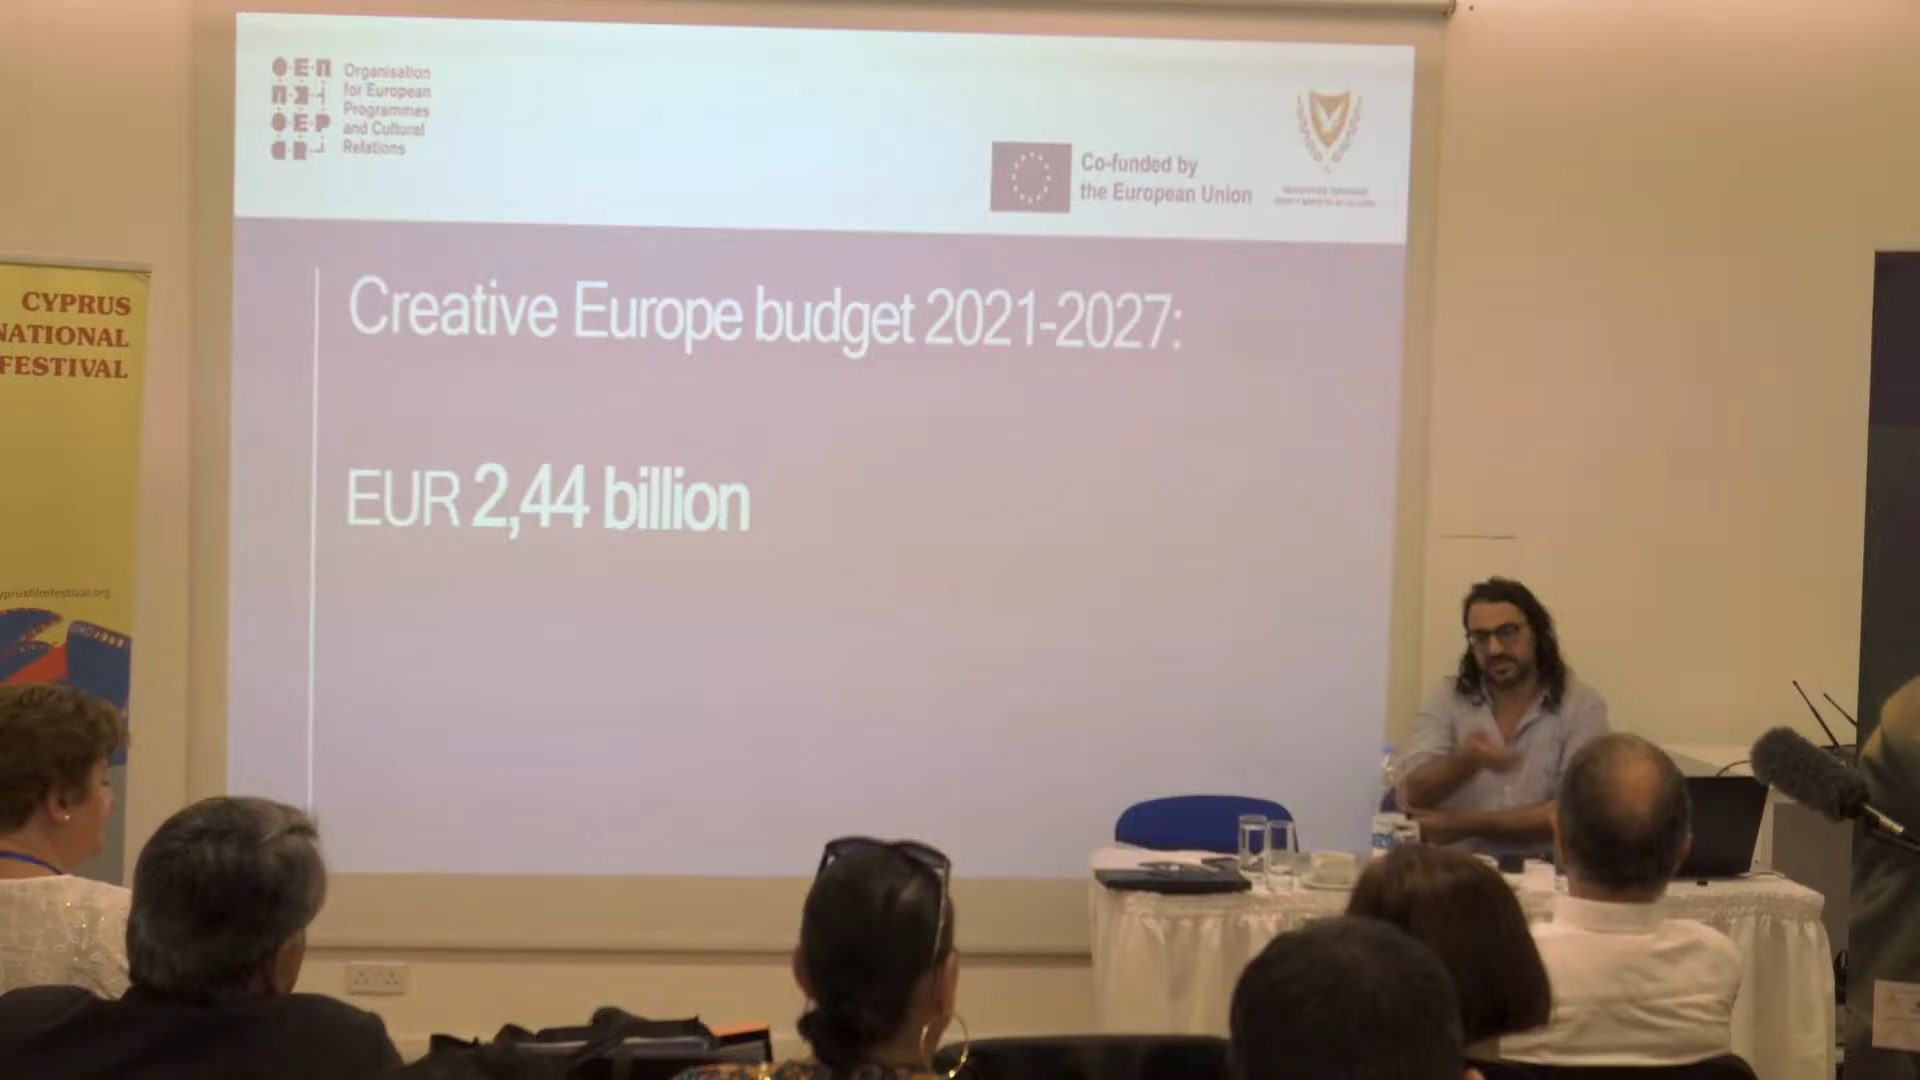 Organisation
for European
Programmes
and Cultural
Relations
Co-funded by
the European Union
Creative Europe budget 2021-2027:
EUR 2,44 billion
CYPRUS
NATIONAL
FESTIVAL
yprusfilmfestival.org